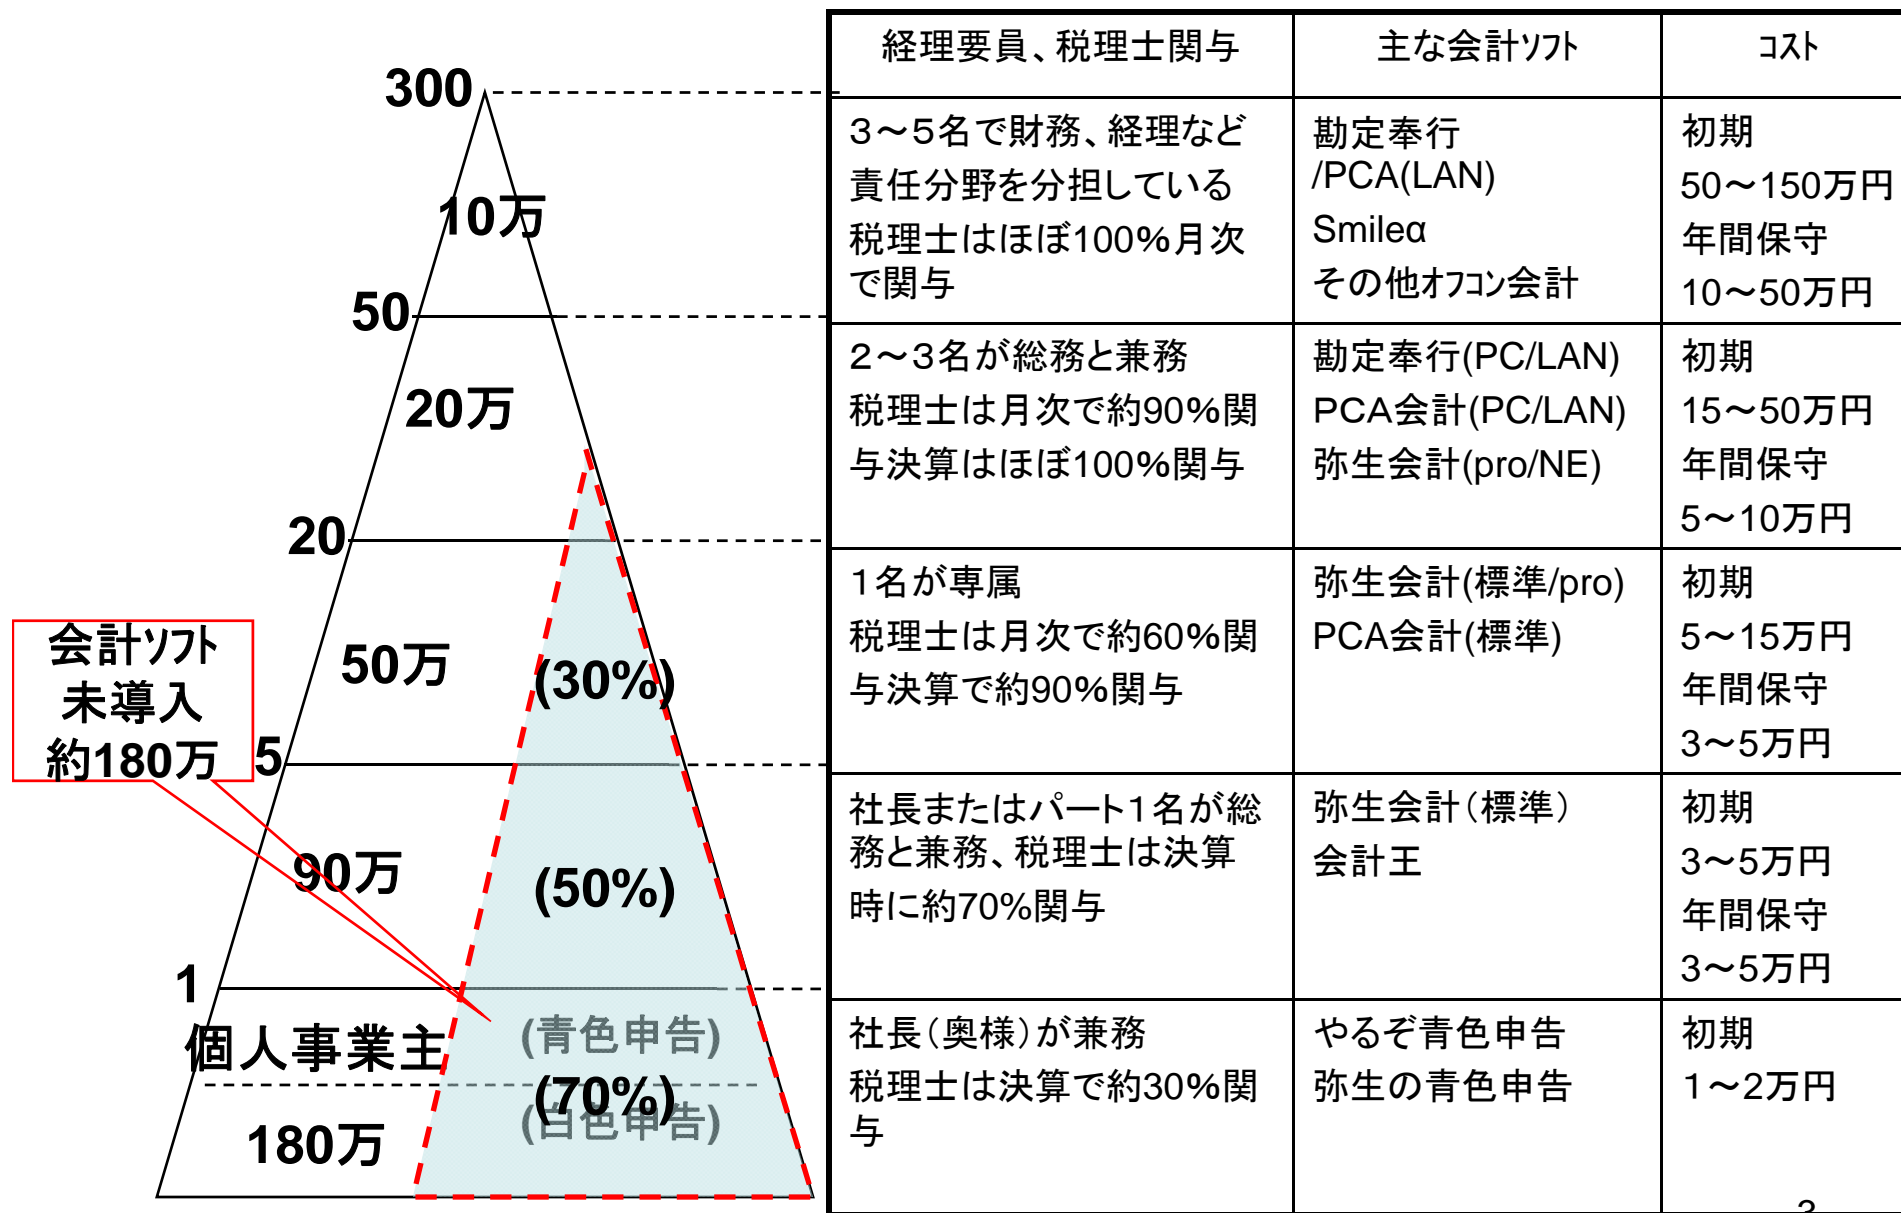 300
10万
50
20万
20
50万
(30%)
会計ソフト
未導入
約180万
5
90万
(50%)
1
個人事業主
(青色申告)
(70%)
(白色申告)
180万
経理要員、税理士関与
主な会計ソフト
コスト
3～5名で財務、経理など
責任分野を分担している
税理士はほぼ100%月次
で関与
勘定奉行
/PCA(LAN)
Smileα
その他オフコン会計
初期
50～150万円
年間保守
10～50万円
2～3名が総務と兼務
税理士は月次で約90%関
与決算はほぼ100%関与
勘定奉行(PC/LAN)
PCA会計(PC/LAN)
弥生会計(pro/NE)
初期
15～50万円
年間保守
5～10万円
1名が専属
税理士は月次で約60%関
与決算で約90%関与
弥生会計(標準/pro)
PCA会計(標準)
初期
5～15万円
年間保守
3～5万円
社長またはパート1名が総
務と兼務、税理士は決算
時に約70%関与
弥生会計（標準）
会計王
初期
3～5万円
年間保守
3～5万円
社長（奥様）が兼務
税理士は決算で約30%関
与
やるぞ青色申告
弥生の青色申告
初期
1～2万円